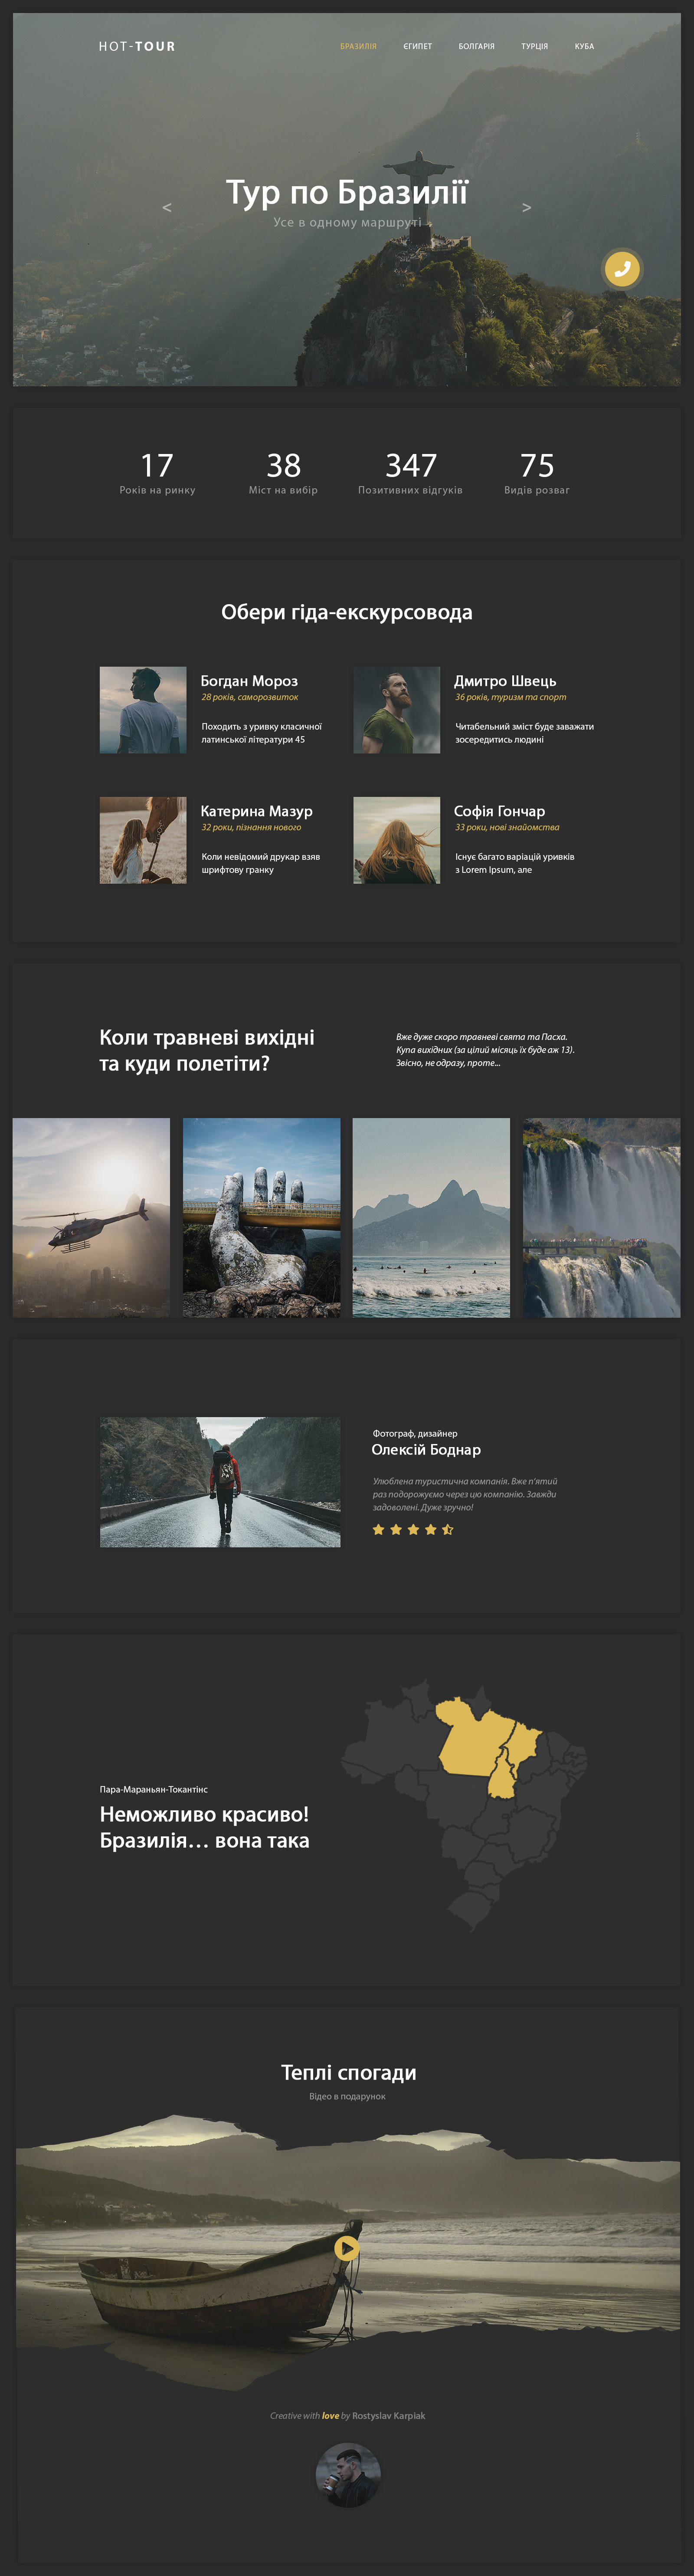 HOT-TOUR
БРАЗИЛІЯ ЄГИПЕТ БОЛГАРІЯ ТУРЦІЯ КУБА
< Тур по Бразилії >
Усе в одному маршруті
17 38 347 75
Років на ринку Міст на вибір Позитивних відгуків Видів розваг
Обери гіда-екскурсовода
Богдан Мороз
28 років, саморозвиток
Походить з уривку класичної
латинської літератури 45
Дмитро Швець
36 років, туризм та спорт
Читабельний зміст буде заважати
зосередитись людині
Катерина Мазур
32 роки, пізнання нового
Коли невідомий друкар взяв
шрифтову гранку
Софія Гончар
33 роки, нові знайомства
Існує багато варіацій уривків
з Lorem Ipsum, але
Коли травневі вихідні
та куди полетіти?
Вже дуже скоро травневі свята та Пасха.
Купа вихідних (за цілий місяць їх буде аж 13).
Звісно, не одразу, проте...
Фотограф, дизайнер
Олексій Боднар
Улюблена туристична компанія. Вже п'ятий
раз подорожуємо через цю компанію. Завжди
задоволені. Дуже зручно!
Пара-Мараньян-Токантінс
Неможливо красиво!
Бразилія… вона така
Теплі спогади
Відео в подарунок
Creative with love by Rostyslav Karpiak